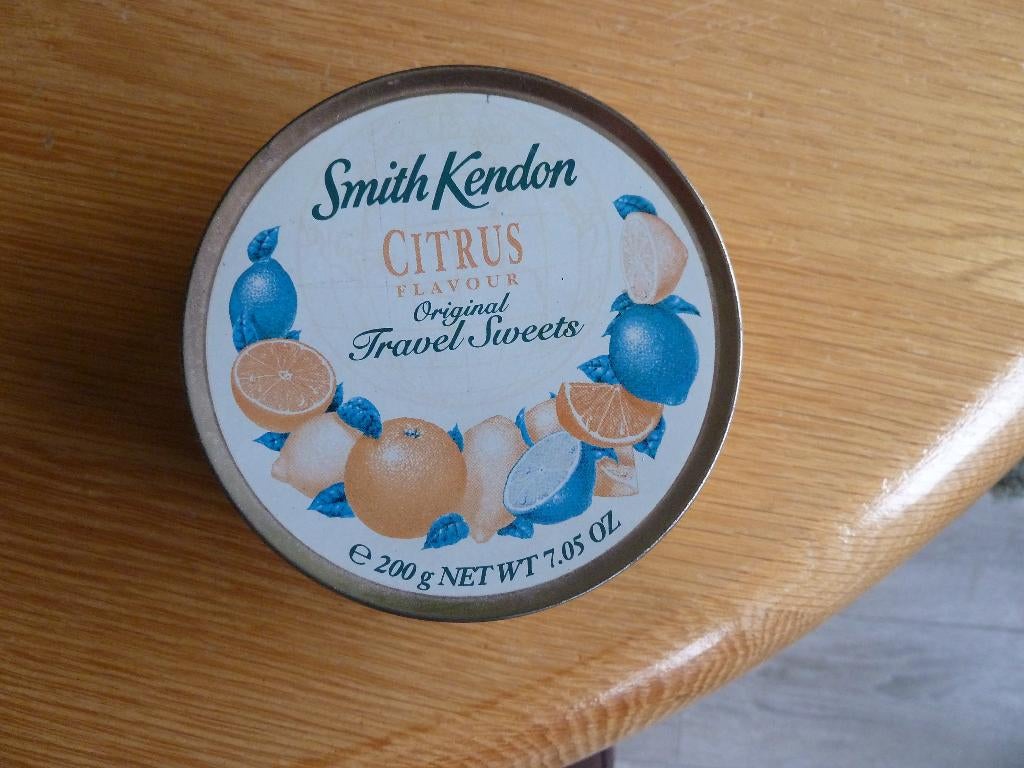 Smith Kendon
CITRUS
FLAVOUR
Original
Travel Sweets
℮ 200 g NET WT 7.05 OZ